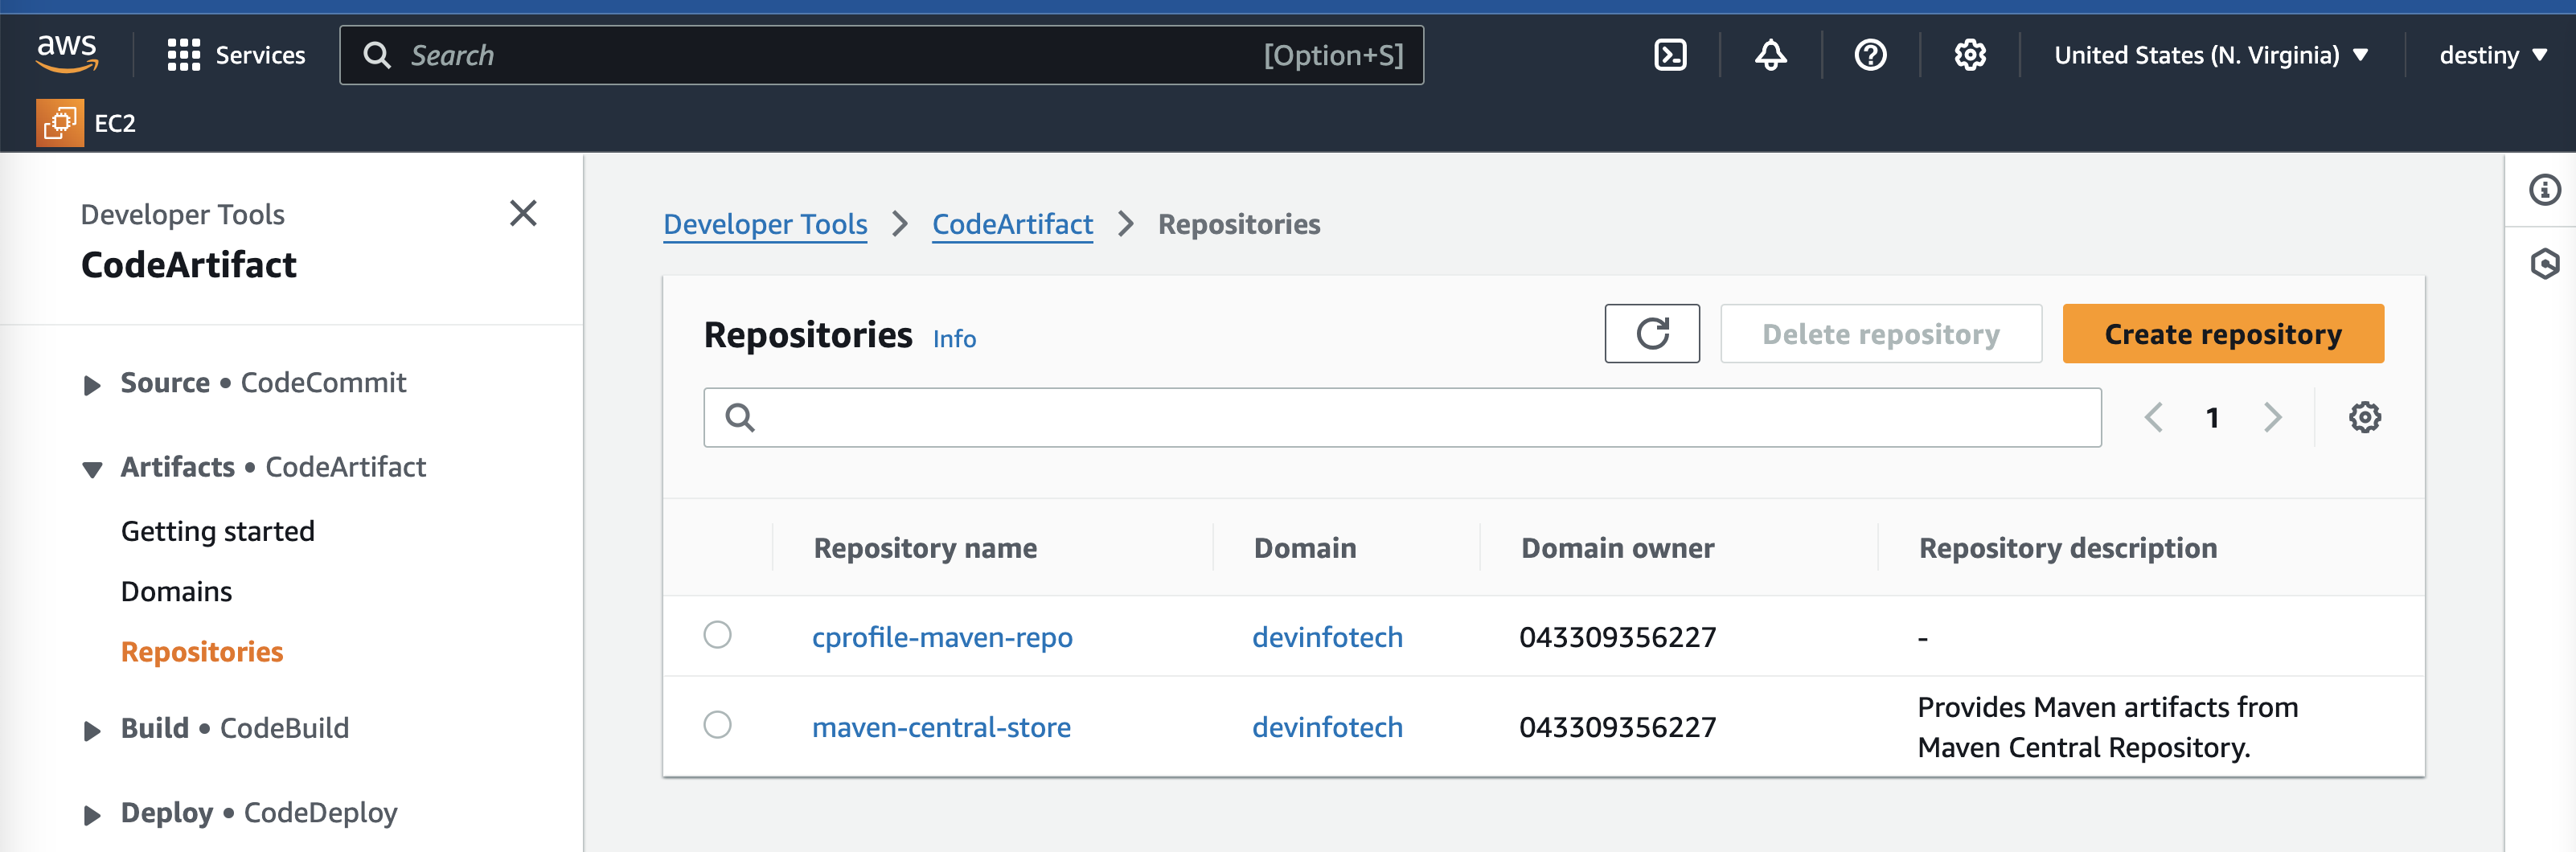 aws
Services
Search [Option+S]
United States (N. Virginia)
destiny
EC2
Developer Tools
CodeArtifact
Source • CodeCommit
Artifacts • CodeArtifact
Getting started
Domains
Repositories
Build • CodeBuild
Deploy • CodeDeploy
Developer Tools > CodeArtifact > Repositories
Repositories Info
Delete repository
Create repository
1
Repository name Domain Domain owner Repository description
cprofile-maven-repo devinfotech 043309356227 -
maven-central-store devinfotech 043309356227 Provides Maven artifacts from
Maven Central Repository.